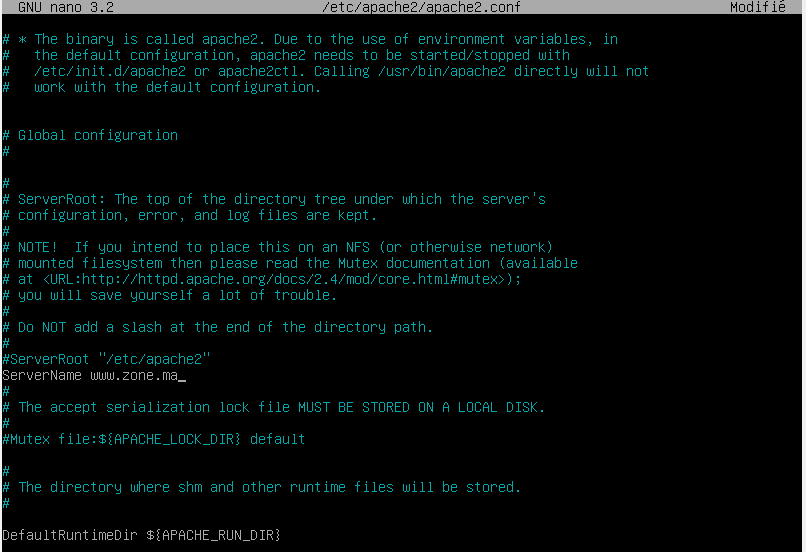 GNU nano 3.2 /etc/apache2/apache2.conf Modifié
# * The binary is called apache2. Due to the use of environment variables, in
#   the default configuration, apache2 needs to be started/stopped with
#   /etc/init.d/apache2 or apache2ctl. Calling /usr/bin/apache2 directly will not
#   work with the default configuration.
# Global configuration
#
#
# ServerRoot: The top of the directory tree under which the server's
# configuration, error, and log files are kept.
#
# NOTE!  If you intend to place this on an NFS (or otherwise network)
# mounted filesystem then please read the Mutex documentation (available
# at <URL:http://httpd.apache.org/docs/2.4/mod/core.html#mutex>);
# you will save yourself a lot of trouble.
#
# Do NOT add a slash at the end of the directory path.
#
#ServerRoot "/etc/apache2"
ServerName www.zone.ma
#
# The accept serialization lock file MUST BE STORED ON A LOCAL DISK.
#
#Mutex file:${APACHE_LOCK_DIR} default
#
# The directory where shm and other runtime files will be stored.
#
DefaultRuntimeDir ${APACHE_RUN_DIR}